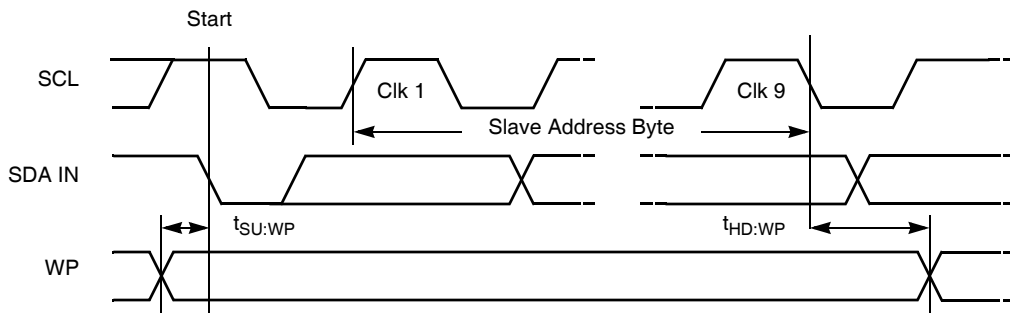 Start
SCL
Clk 1
Clk 9
Slave Address Byte
SDA IN
tSU:WP
tHD:WP
WP